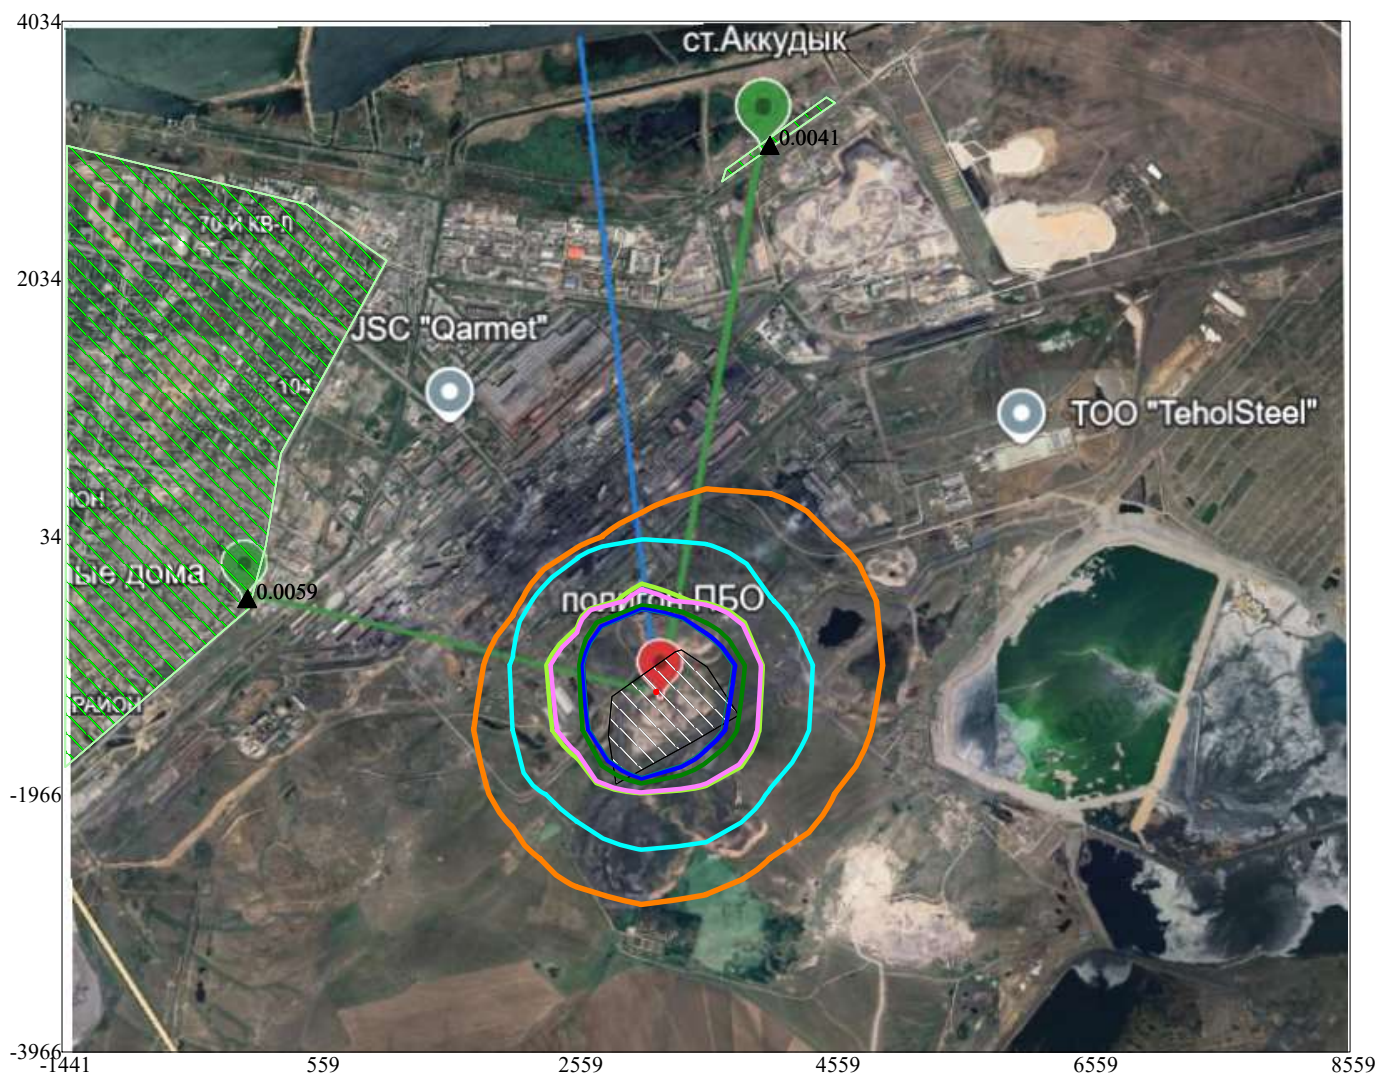 4034
ст.Аккудык
0.0041
70-Й КВ-Л
2034
JSC "Qarmet"
104
ТОО "TeholSteel"
ЙОН
34
ые дома
0.0059
полигон ПБО
РАЙОН
-1966
-3966
-1441 559 2559 4559 6559 8559